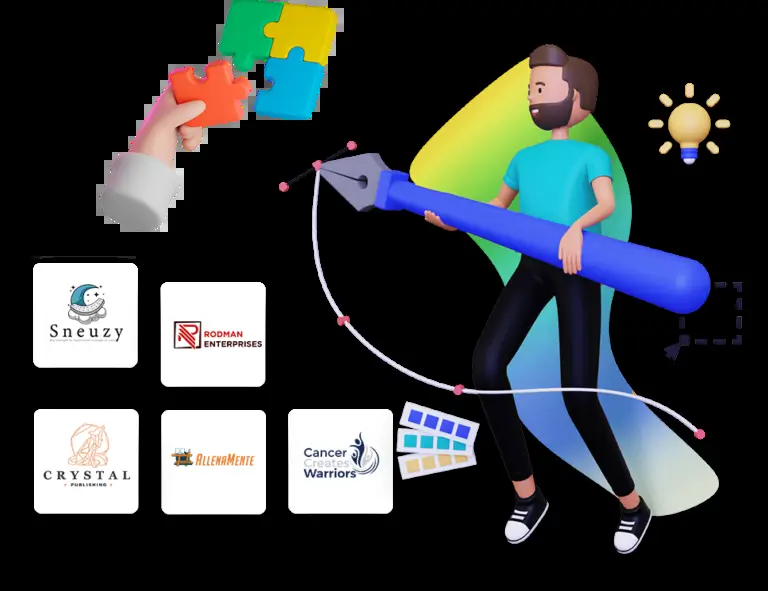 Sneuzy
RODMAN
ENTERPRISES
CRYSTAL
PUBLISHING
ALLENAMENTE
Cancer
Creates
Warriors